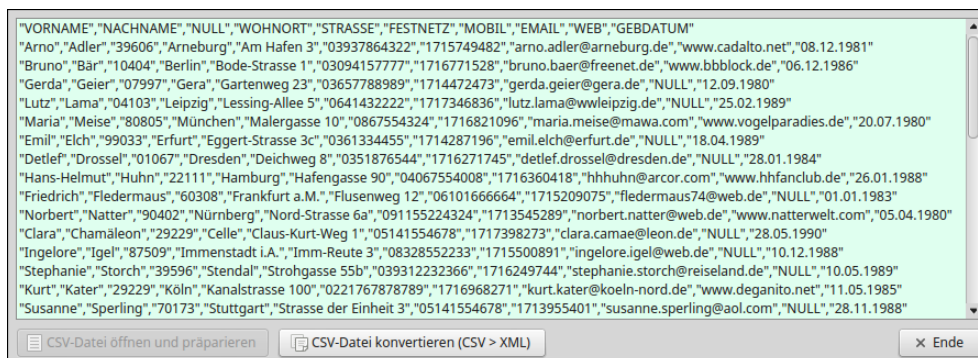 "VORNAME","NACHNAME","NULL","WOHNORT","STRASSE","FESTNETZ","MOBIL","EMAIL","WEB","GEBDATUM"
"Arno","Adler","39606","Arneburg","Am Hafen 3","03937864322","1715749482","arno.adler@arneburg.de","www.cadalto.net","08.12.1981"
"Bruno","Bär","10404","Berlin","Bode-Strasse 1","03094157777","1716771528","bruno.baer@freenet.de","www.bbblock.de","06.12.1986"
"Gerda","Geier","07997","Gera","Gartenweg 23","03657788989","1714472473","gerda.geier@gera.de","NULL","12.09.1980"
"Lutz","Lama","04103","Leipzig","Lessing-Allee 5","0641432222","1717346836","lutz.lama@wwleipzig.de","NULL","25.02.1989"
"Maria","Meise","80805","München","Malergasse 10","0867554324","1716821096","maria.meise@mawa.com","www.vogelparadies.de","20.07.1980"
"Emil","Elch","99033","Erfurt","Eggert-Strasse 3c","0361334455","1714287196","emil.elch@erfurt.de","NULL","18.04.1989"
"Detlef","Drossel","01067","Dresden","Deichweg 8","0351876544","1716271745","detlef.drossel@dresden.de","NULL","28.01.1984"
"Hans-Helmut","Huhn","22111","Hamburg","Hafengasse 90","04067554008","1716360418","hhhuhn@arcor.com","www.hhfanclub.de","26.01.1988"
"Friedrich","Fledermaus","60308","Frankfurt a.M.","Flusenweg 12","06101666664","1715209075","fledermaus74@web.de","NULL","01.01.1983"
"Norbert","Natter","90402","Nürnberg","Nord-Strasse 6a","091155224324","1713545289","norbert.natter@web.de","www.natterwelt.com","05.04.1980"
"Clara","Chamäleon","29229","Celle","Claus-Kurt-Weg 1","05141554678","1717398273","clara.camae@leon.de","NULL","28.05.1990"
"Ingelore","Igel","87509","Immenstadt i.A.","Imm-Reute 3","08328552233","1715500891","ingelore.igel@web.de","NULL","10.12.1988"
"Stephanie","Storch","39596","Stendal","Strohgasse 55b","039312232366","1716249744","stephanie.storch@reiseland.de","NULL","10.05.1989"
"Kurt","Kater","29229","Köln","Kanalstrasse 100","0221767878789","1716968271","kurt.kater@koeln-nord.de","www.deganito.net","11.05.1985"
"Susanne","Sperling","70173","Stuttgart","Strasse der Einheit 3","05141554678","1713955401","susanne.sperling@aol.com","NULL","28.11.1988"
CSV-Datei öffnen und präparieren CSV-Datei konvertieren (CSV > XML) Ende